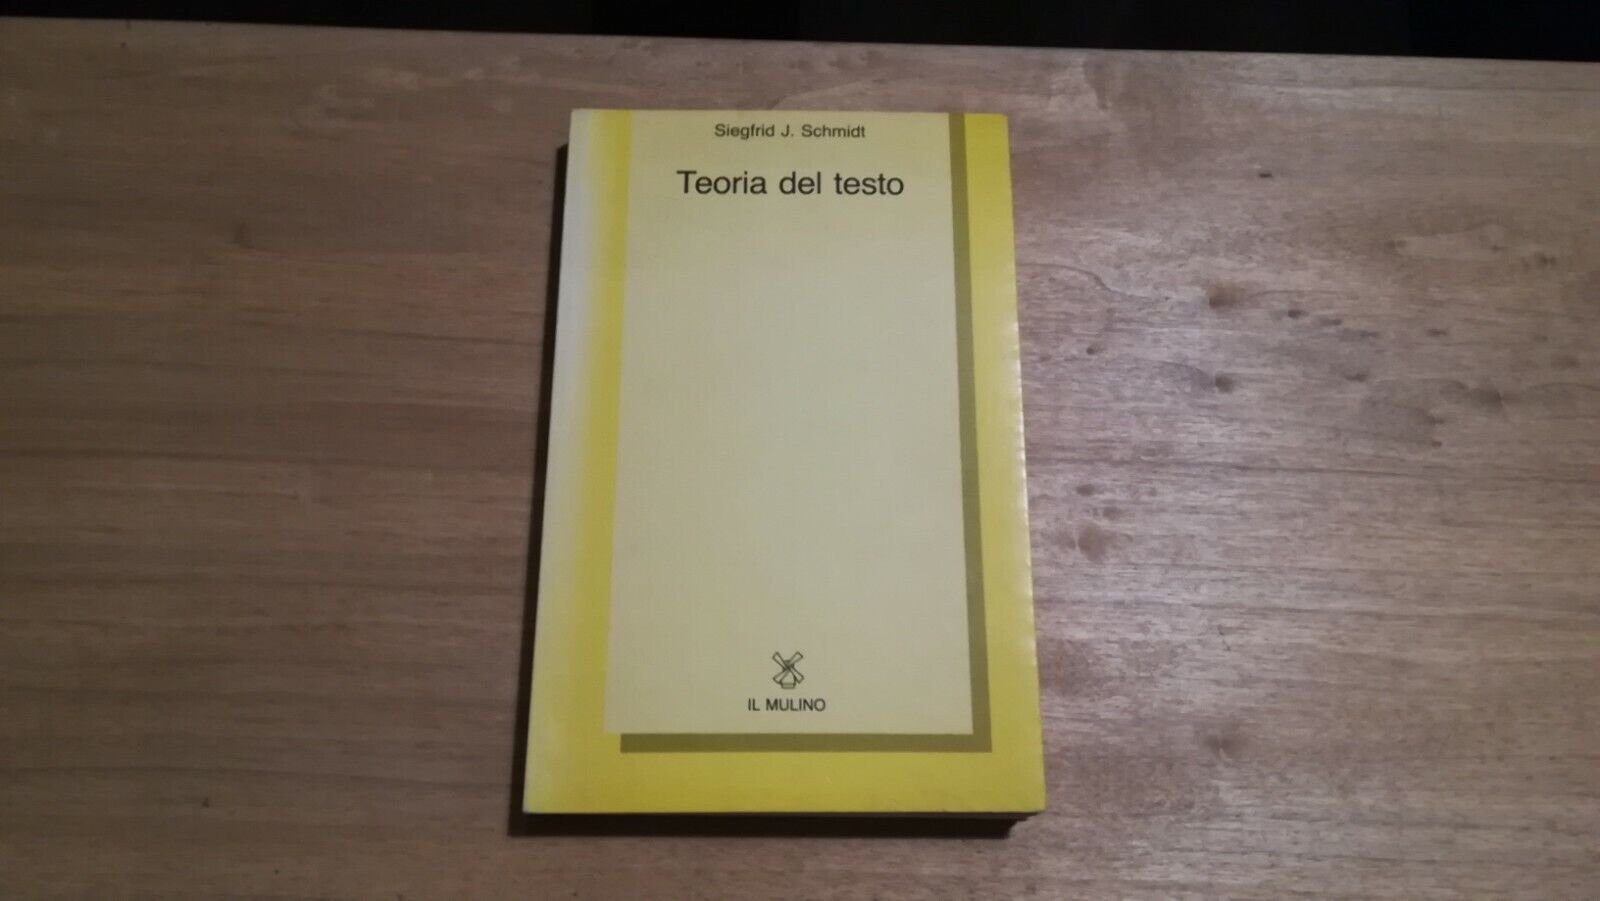 Siegfrid J. Schmidt
Teoria del testo
IL MULINO